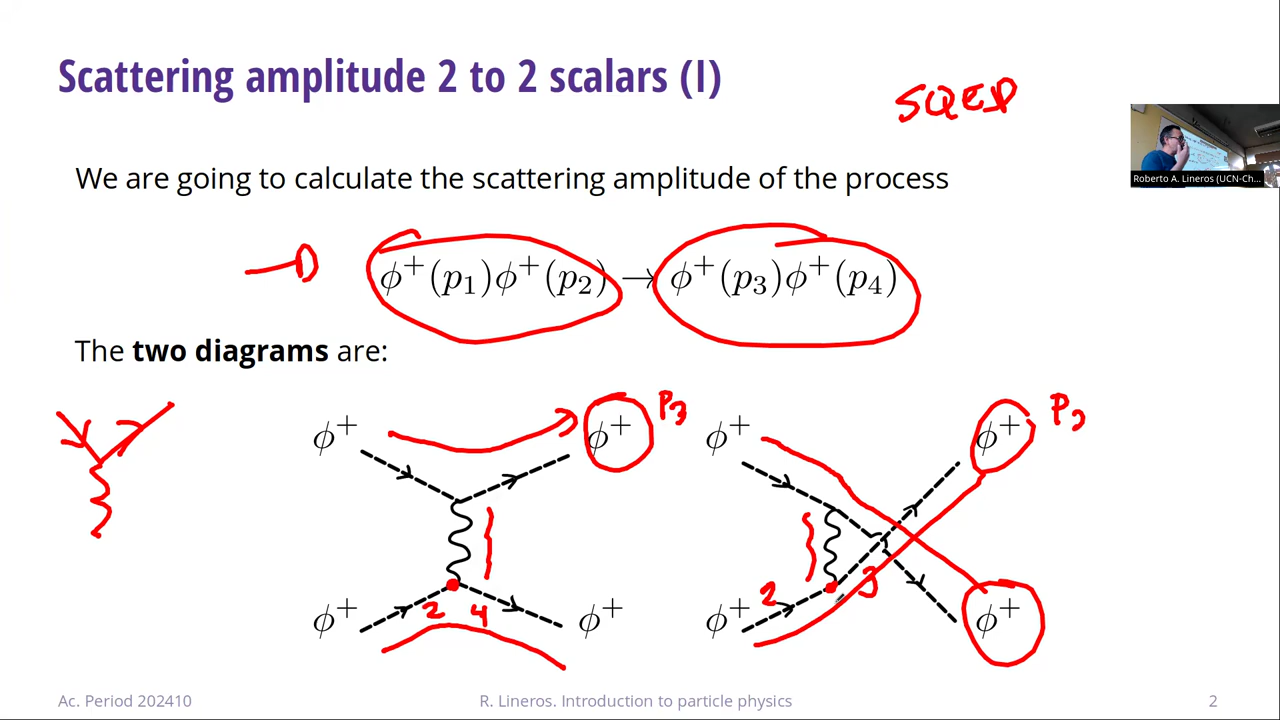 Scattering amplitude 2 to 2 scalars (I)
SQED
We are going to calculate the scattering amplitude of the process
Roberto A. Lineros (UCN-Ch...
ϕ⁺(p₁)ϕ⁺(p₂) → ϕ⁺(p₃)ϕ⁺(p₄)
The two diagrams are:
ϕ⁺ ϕ⁺ P₃ ϕ⁺ ϕ⁺ P₃
2 4 2 3
ϕ⁺ ϕ⁺ ϕ⁺ ϕ⁺
Ac. Period 202410 R. Lineros. Introduction to particle physics 2